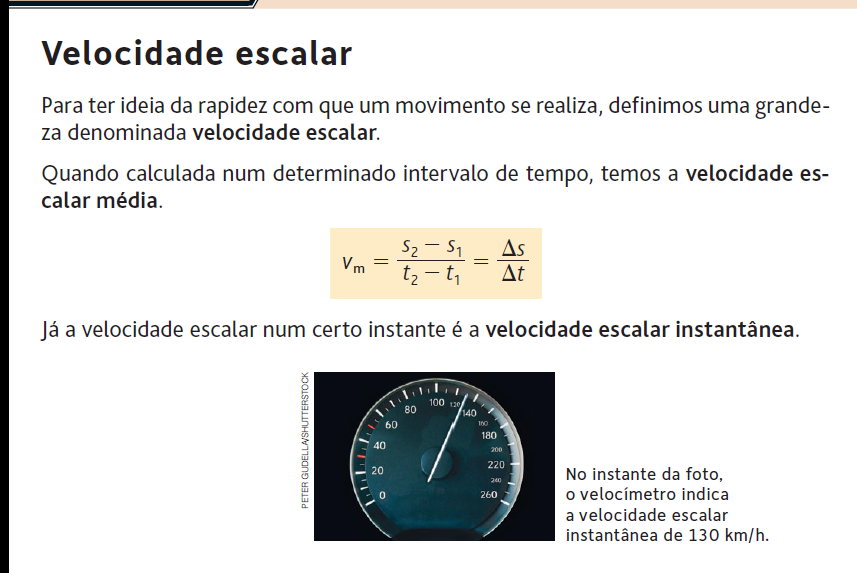 Velocidade escalar
Para ter ideia da rapidez com que um movimento se realiza, definimos uma grande-
za denominada velocidade escalar.
Quando calculada num determinado intervalo de tempo, temos a velocidade es-
calar média.
vₘ = (s₂ − s₁)/(t₂ − t₁) = Δs/Δt
Já a velocidade escalar num certo instante é a velocidade escalar instantânea.
PETER GUDELLA/SHUTTERSTOCK
0
20
40
60
80
100
120
140
160
180
200
220
240
260
No instante da foto,
o velocímetro indica
a velocidade escalar
instantânea de 130 km/h.